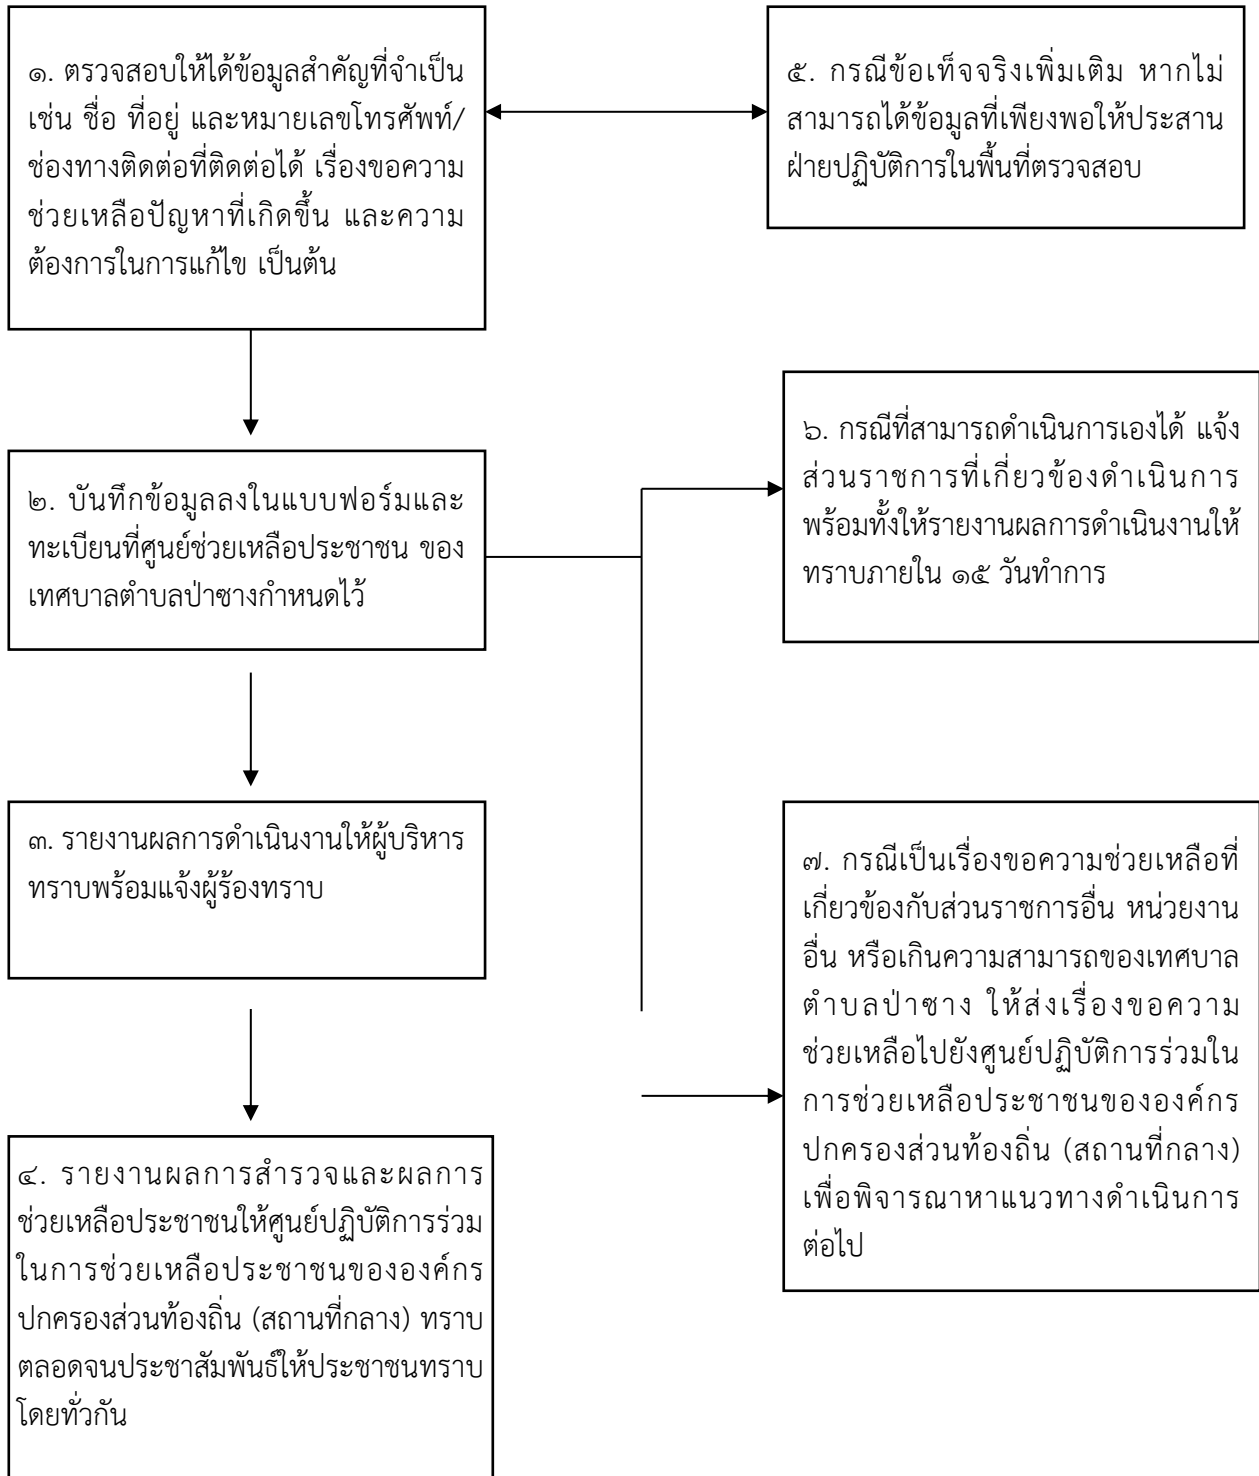 ๑. ตรวจสอบให้ได้ข้อมูลสำคัญที่จำเป็น
เช่น ชื่อ ที่อยู่ และหมายเลขโทรศัพท์/
ช่องทางติดต่อที่ติดต่อได้ เรื่องขอความ
ช่วยเหลือปัญหาที่เกิดขึ้น และความ
ต้องการในการแก้ไข เป็นต้น
๕. กรณีข้อเท็จจริงเพิ่มเติม หากไม่
สามารถได้ข้อมูลที่เพียงพอให้ประสาน
ฝ่ายปฏิบัติการในพื้นที่ตรวจสอบ
๒. บันทึกข้อมูลลงในแบบฟอร์มและ
ทะเบียนที่ศูนย์ช่วยเหลือประชาชน ของ
เทศบาลตำบลป่าซางกำหนดไว้
๖. กรณีที่สามารถดำเนินการเองได้ แจ้ง
ส่วนราชการที่เกี่ยวข้องดำเนินการ
พร้อมทั้งให้รายงานผลการดำเนินงานให้
ทราบภายใน ๑๕ วันทำการ
๓. รายงานผลการดำเนินงานให้ผู้บริหาร
ทราบพร้อมแจ้งผู้ร้องทราบ
๗. กรณีเป็นเรื่องขอความช่วยเหลือที่
เกี่ยวข้องกับส่วนราชการอื่น หน่วยงาน
อื่น หรือเกินความสามารถของเทศบาล
ตำบลป่าซาง ให้ส่งเรื่องขอความ
ช่วยเหลือไปยังศูนย์ปฏิบัติการร่วมใน
การช่วยเหลือประชาชนขององค์กร
ปกครองส่วนท้องถิ่น (สถานที่กลาง)
เพื่อพิจารณาหาแนวทางดำเนินการ
ต่อไป
๔. รายงานผลการสำรวจและผลการ
ช่วยเหลือประชาชนให้ศูนย์ปฏิบัติการร่วม
ในการช่วยเหลือประชาชนขององค์กร
ปกครองส่วนท้องถิ่น (สถานที่กลาง) ทราบ
ตลอดจนประชาสัมพันธ์ให้ประชาชนทราบ
โดยทั่วกัน